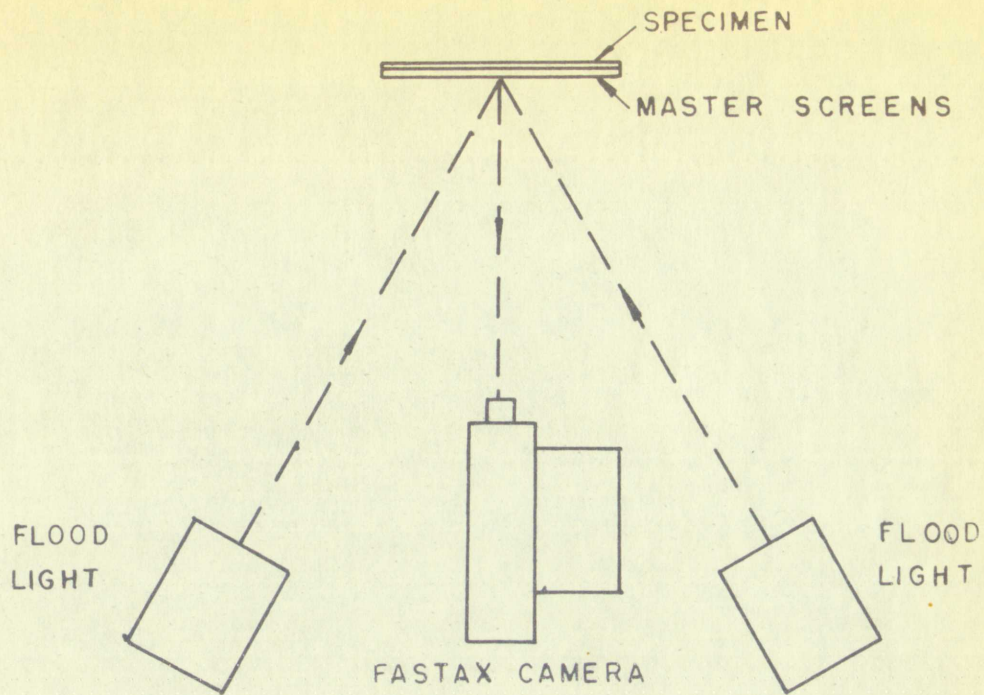 SPECIMEN
MASTER SCREENS
FLOOD
LIGHT
FLOOD
LIGHT
FASTAX CAMERA